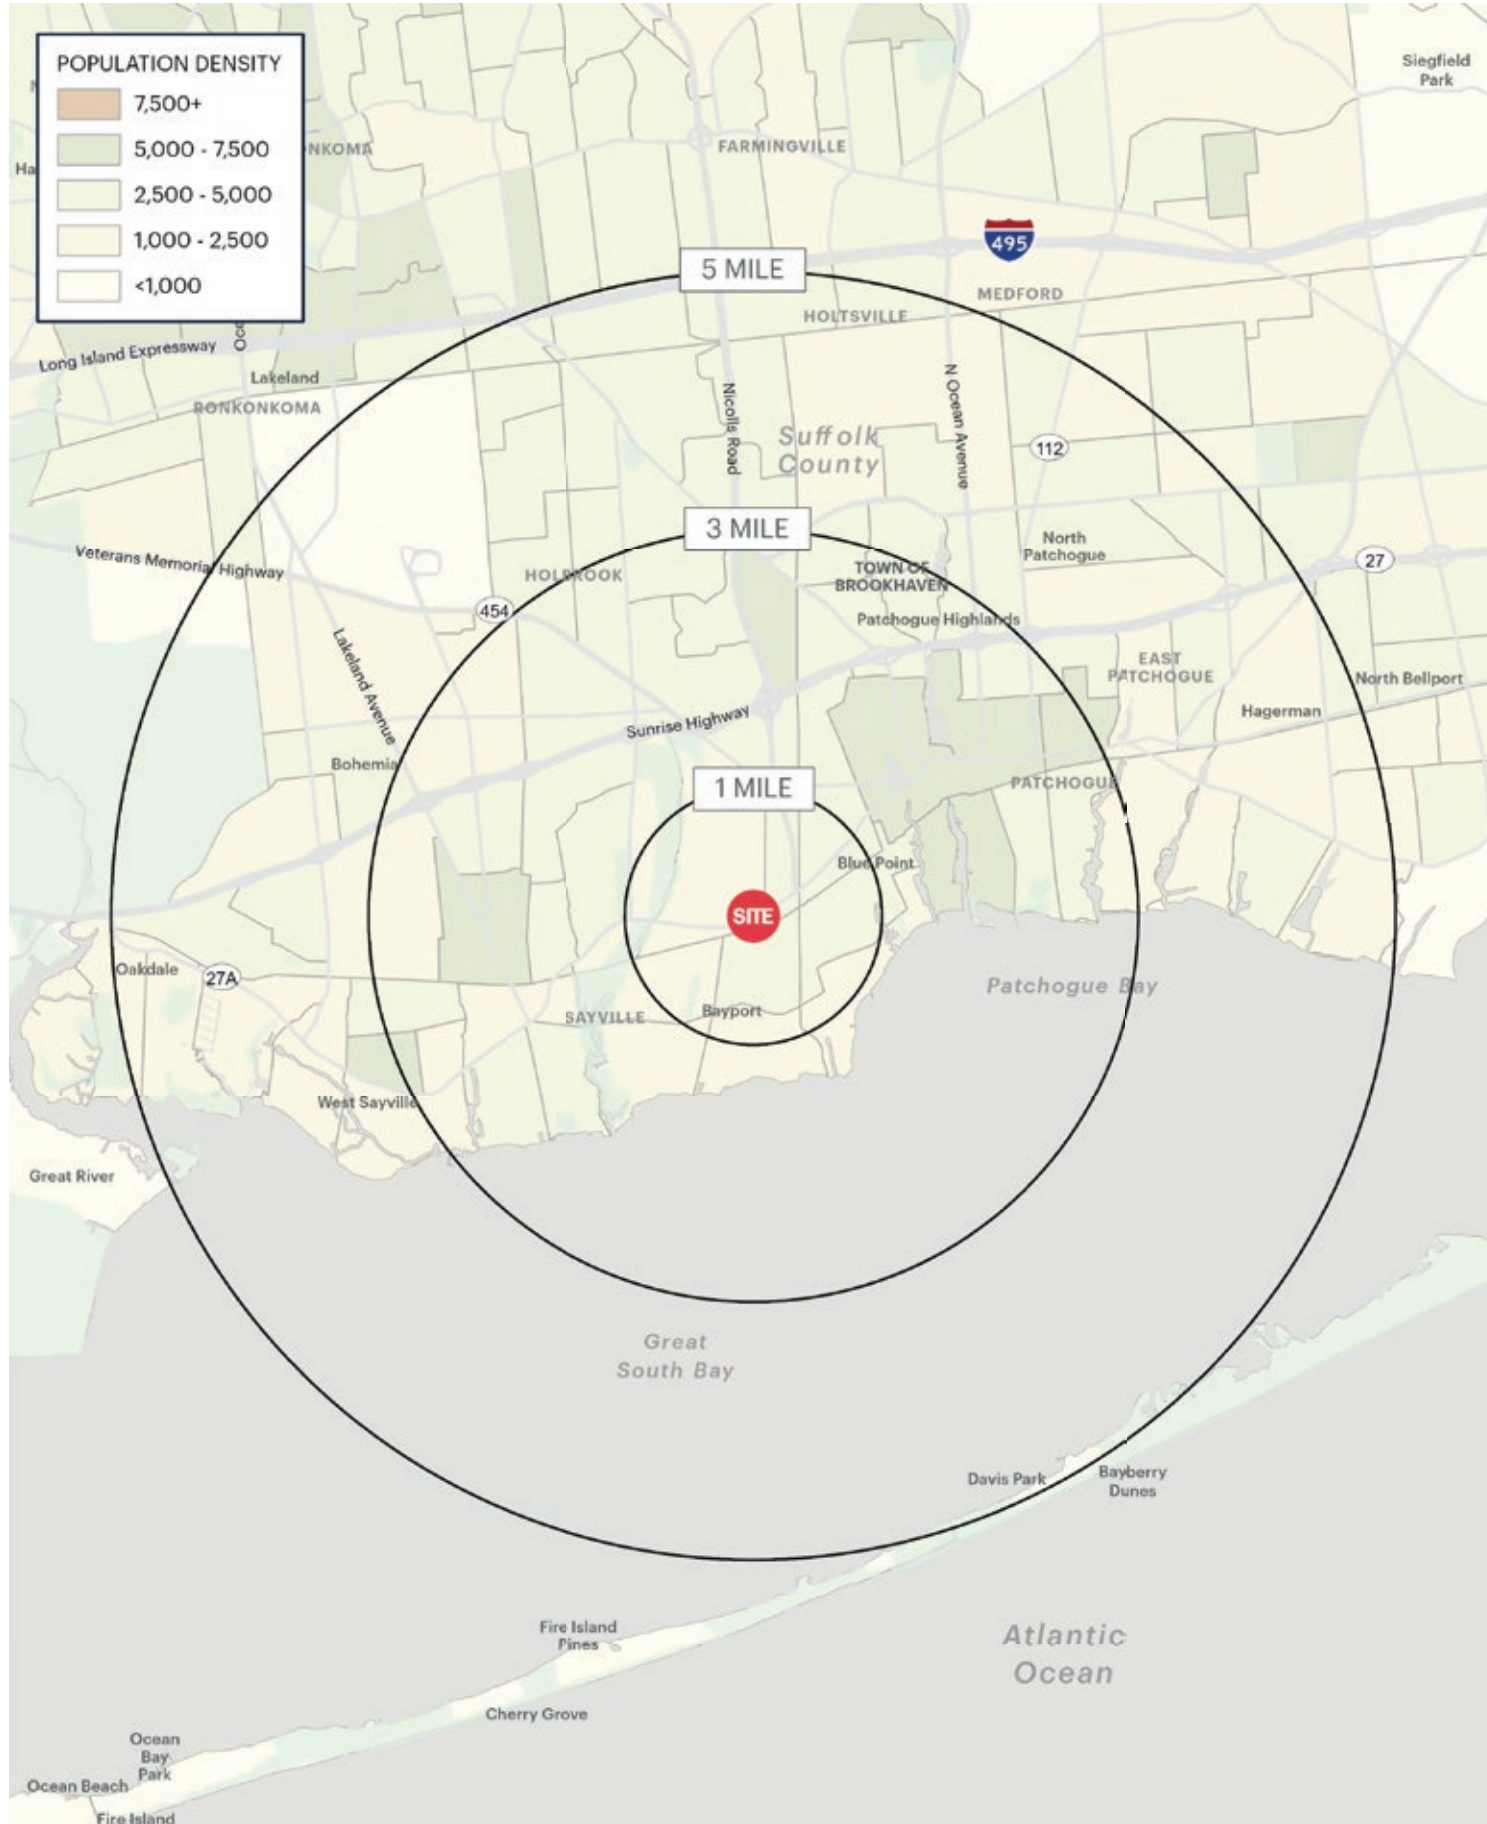 POPULATION DENSITY
7,500+
5,000 - 7,500
2,500 - 5,000
1,000 - 2,500
<1,000
Siegfield
Park
FARMINGVILLE
495
5 MILE
MEDFORD
HOLTSVILLE
Long Island Expressway
Lakeland
RONKONKOMA
Nicolls Road
N Ocean Avenue
Suffolk
County
112
3 MILE
North
Patchogue
Veterans Memorial Highway
HOLBROOK
TOWN OF
BROOKHAVEN
27
454
Patchogue Highlands
Lakeland Avenue
EAST
PATCHOGUE
North Bellport
Hagerman
Sunrise Highway
Bohemia
1 MILE
PATCHOGUE
Blue Point
SITE
Oakdale
27A
Patchogue Bay
SAYVILLE
Bayport
West Sayville
Great River
Great
South Bay
Davis Park
Bayberry
Dunes
Fire Island
Pines
Atlantic
Ocean
Cherry Grove
Ocean
Bay
Park
Ocean Beach
Fire Island